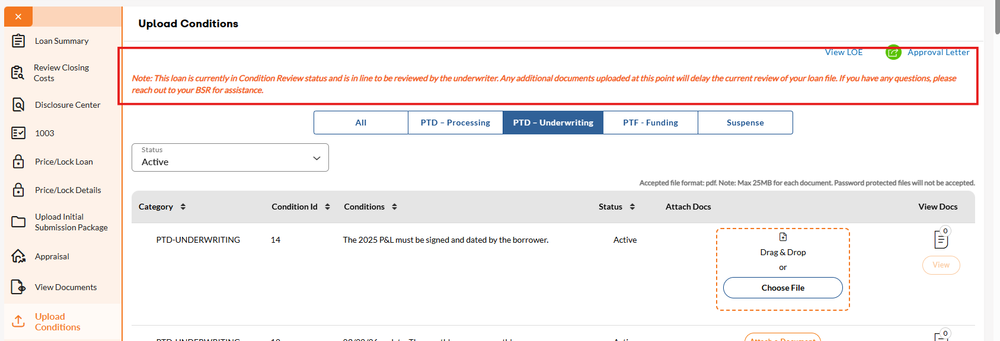 Upload Conditions
Loan Summary
Review Closing
Costs
Disclosure Center
1003
Price/Lock Loan
Price/Lock Details
Upload Initial
Submission Package
Appraisal
View Documents
Upload
Conditions
View LOE
Approval Letter
Note: This loan is currently in Condition Review status and is in line to be reviewed by the underwriter. Any additional documents uploaded at this point will delay the current review of your loan file. If you have any questions, please
reach out to your BSR for assistance.
All
PTD – Processing
PTD – Underwriting
PTF - Funding
Suspense
Status
Active
Accepted file format: pdf. Note: Max 25MB for each document. Password protected files will not be accepted.
Category Condition Id Conditions Status Attach Docs View Docs
PTD-UNDERWRITING 14 The 2025 P&L must be signed and dated by the borrower. Active
0
Drag & Drop
or
Choose File
View
PTD-UNDERWRITING
Attach a Document
0